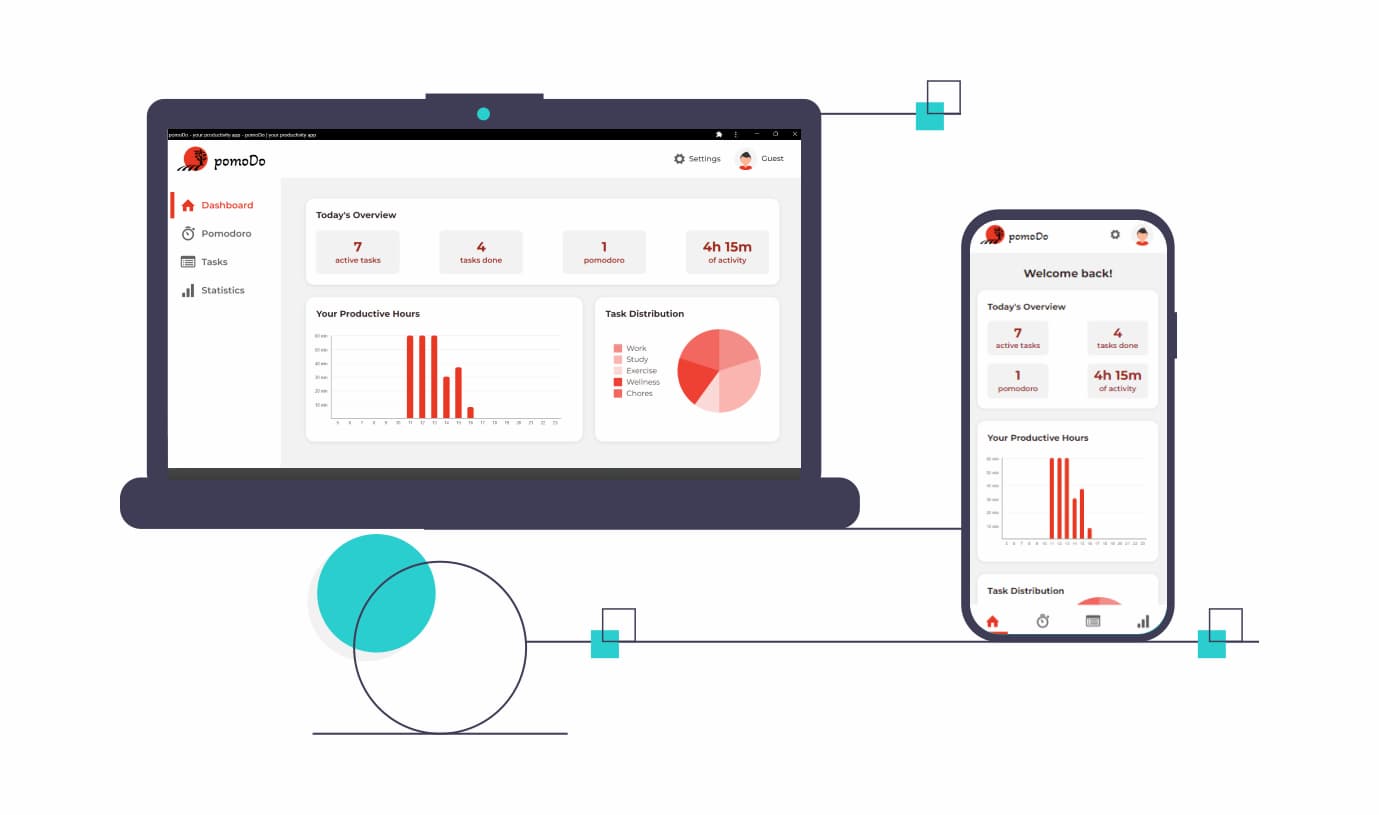 pomoDo - your productivity app - pomoDo | your productivity app
pomoDo
Settings
Guest
Dashboard
Pomodoro
Tasks
Statistics
Today's Overview
7
active tasks
4
tasks done
1
pomodoro
4h 15m
of activity
Your Productive Hours
60 min
50 min
40 min
30 min
20 min
10 min
5 6 7 8 9 10 11 12 13 14 15 16 17 18 19 20 21 22 23
Task Distribution
Work
Study
Exercise
Wellness
Chores
pomoDo
Welcome back!
Today's Overview
7
active tasks
4
tasks done
1
pomodoro
4h 15m
of activity
Your Productive Hours
60 min
50 min
40 min
30 min
20 min
10 min
5 6 7 8 9 10 11 12 13 14 15 16 17 18 19 20 21 22 23
Task Distribution